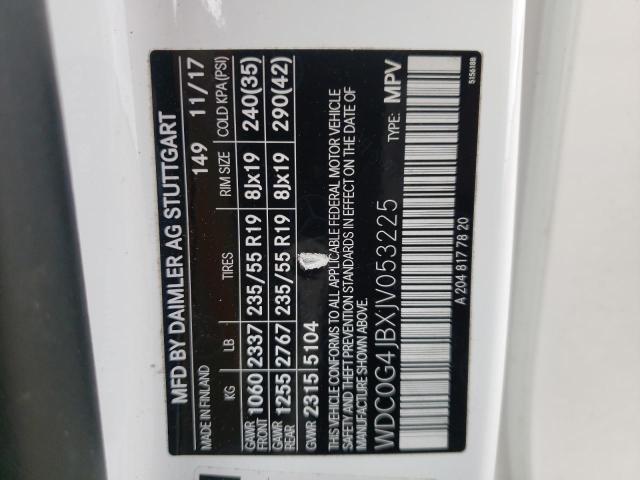 MFD BY DAIMLER AG STUTTGART
MADE IN FINLAND 149 11/17
KG LB TIRES RIM SIZE COLD KPA(PSI)
GAWR FRONT 1060 2337 235/55 R19 8Jx19 240(35)
GAWR REAR 1255 2767 235/55 R19 8Jx19 290(42)
GVWR 2315 5104
THIS VEHICLE CONFORMS TO ALL APPLICABLE FEDERAL MOTOR VEHICLE
SAFETY AND THEFT PREVENTION STANDARDS IN EFFECT ON THE DATE OF
MANUFACTURE SHOWN ABOVE.
WDC0G4JBXJV053225 TYPE: MPV
A 204 817 78 20
5156188